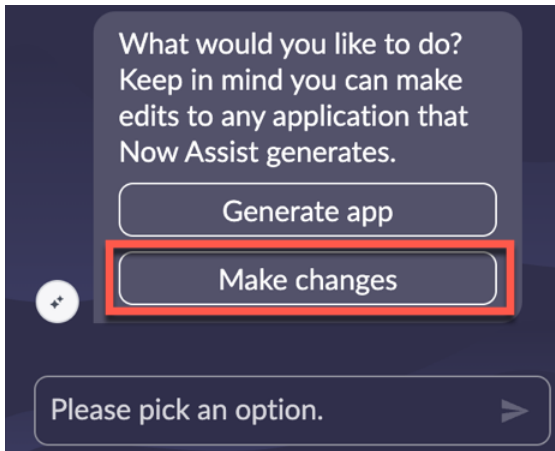 What would you like to do?
Keep in mind you can make
edits to any application that
Now Assist generates.
Generate app
Make changes
Please pick an option.